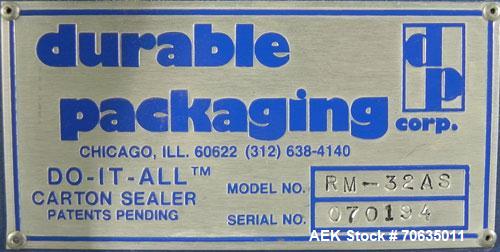 durable
packaging
dp
corp.
CHICAGO, ILL. 60622 (312) 638-4140
DO-IT-ALL™
CARTON SEALER
PATENTS PENDING
MODEL NO. RM-32AS
SERIAL NO. 070194
AEK Stock # 70635011